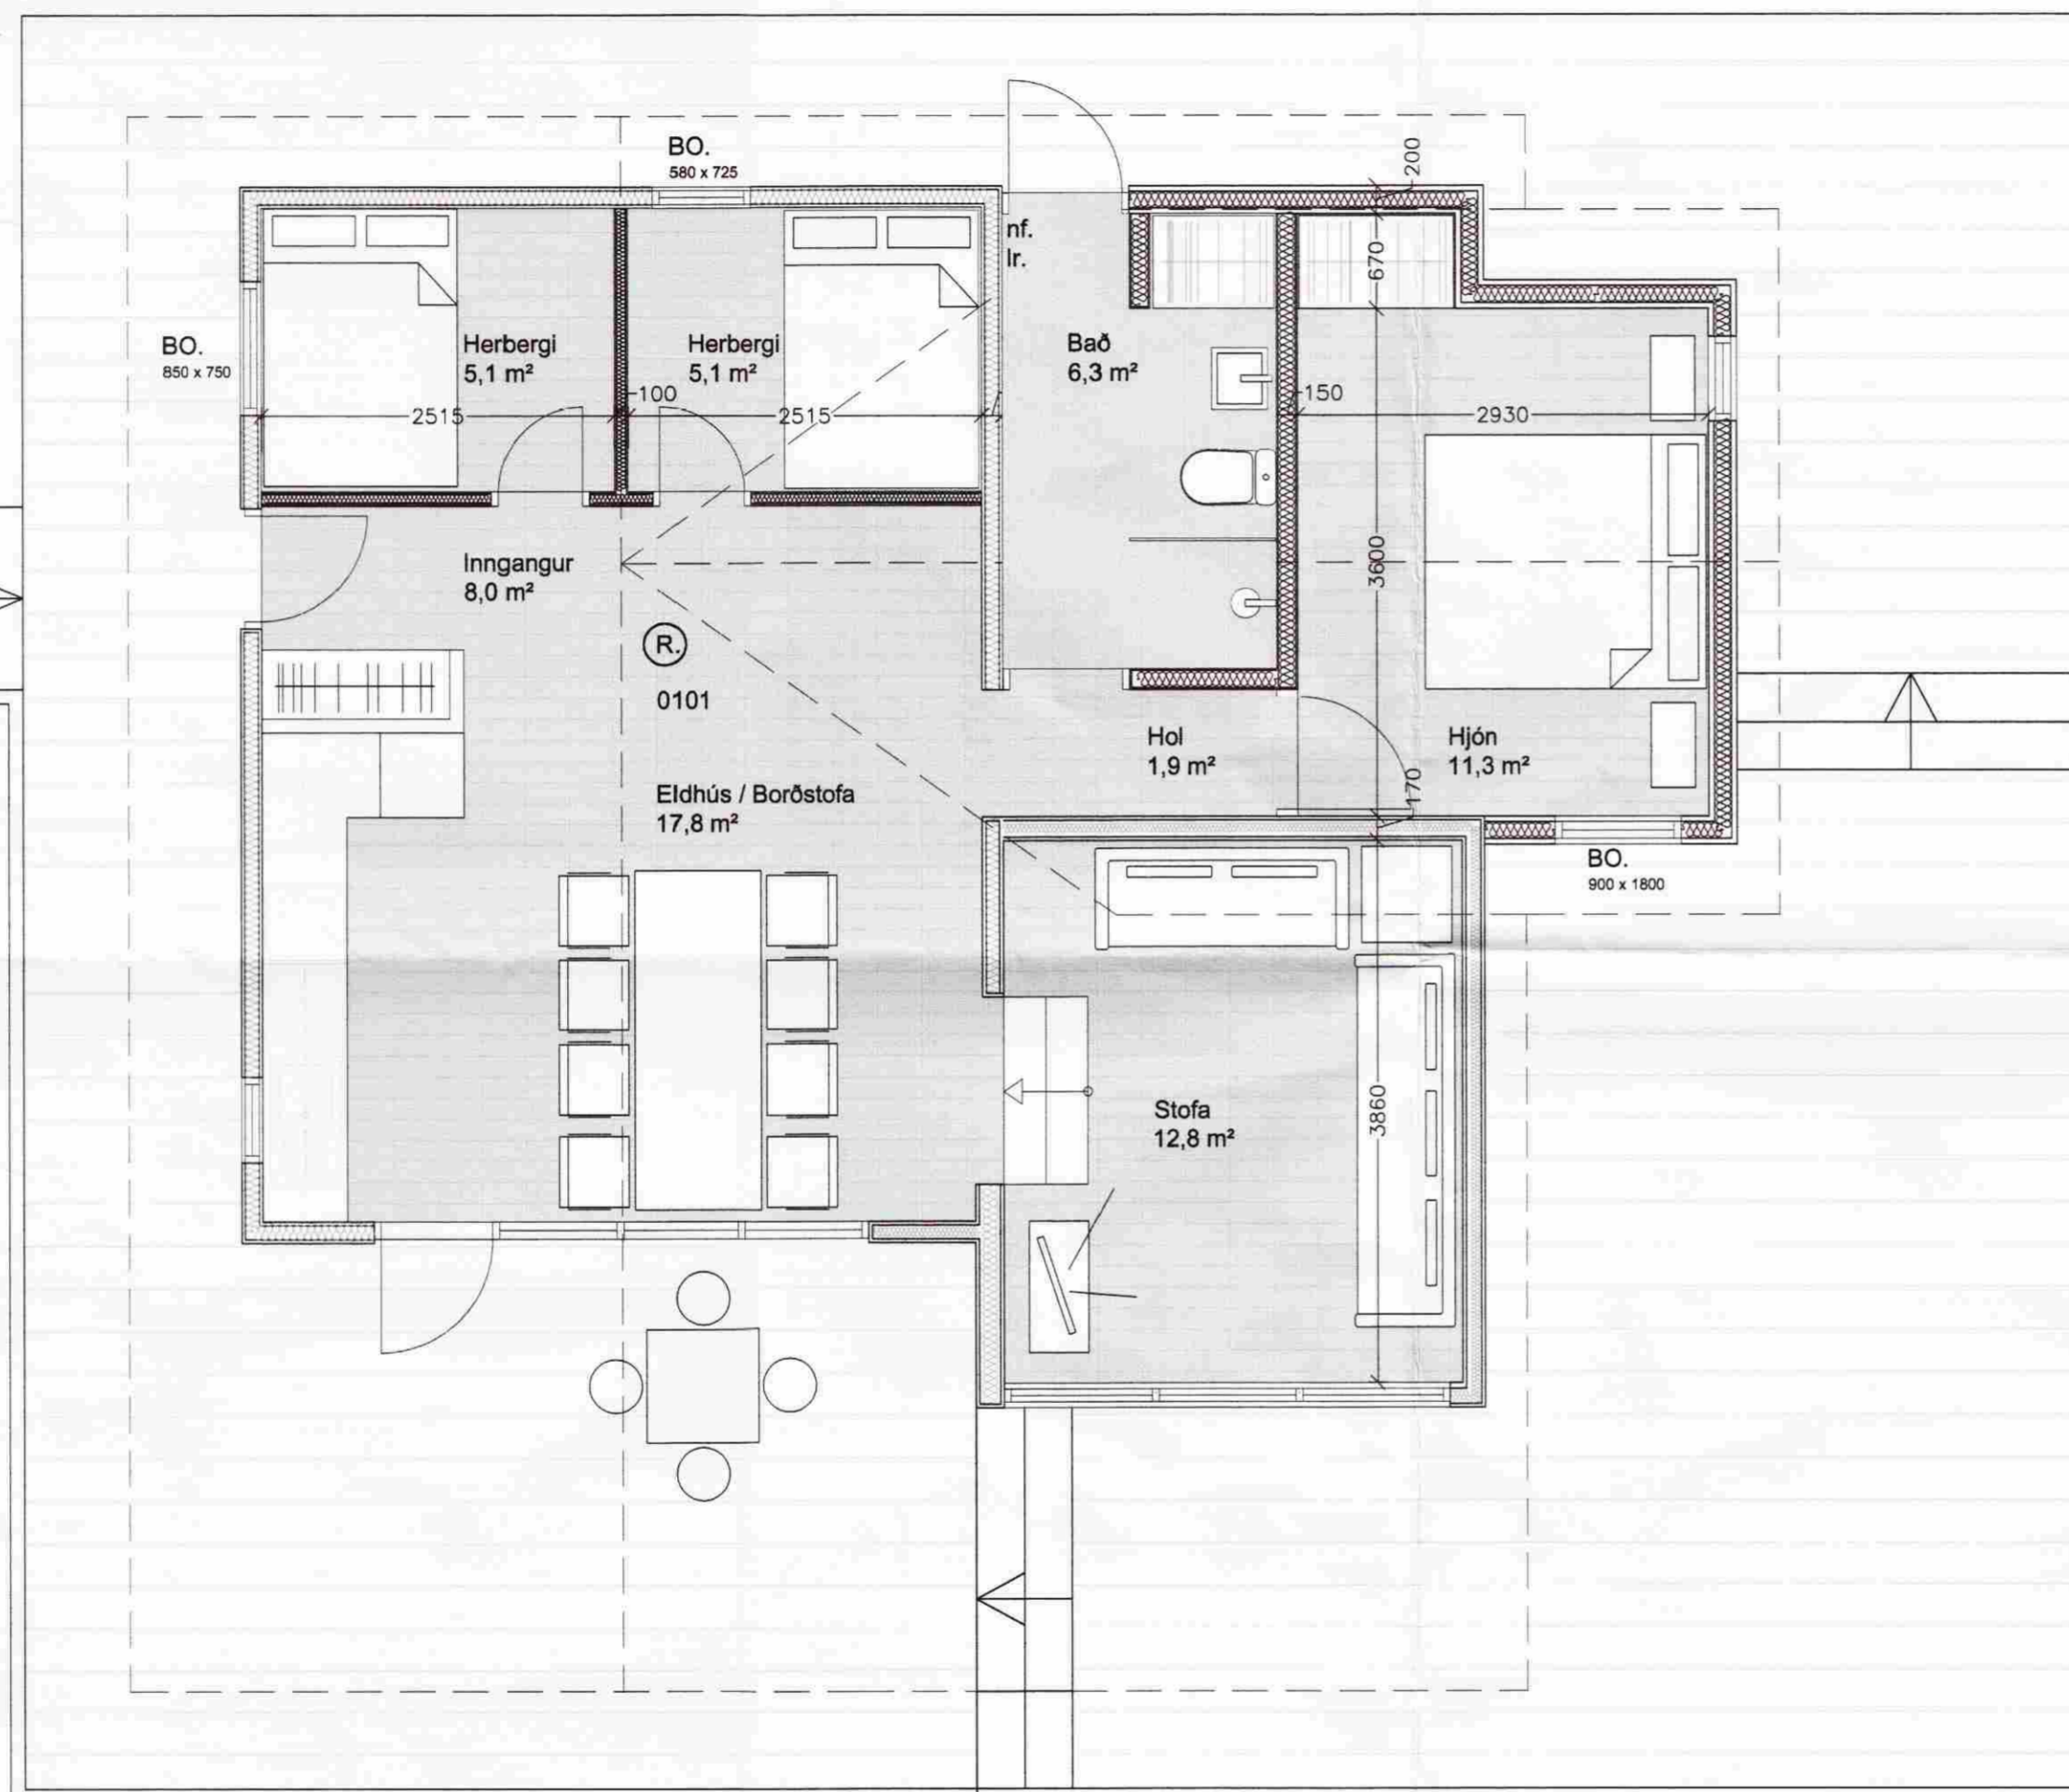 BO.
580 x 725
200
nf.
lr.
670
BO.
850 x 750
Herbergi
5,1 m²
Herbergi
5,1 m²
Bað
6,3 m²
2515
100
2515
150
2930
3600
Inngangur
8,0 m²
R.
0101
Hol
1,9 m²
Hjón
11,3 m²
170
Eldhús / Borðstofa
17,8 m²
BO.
900 x 1800
Stofa
12,8 m²
3860